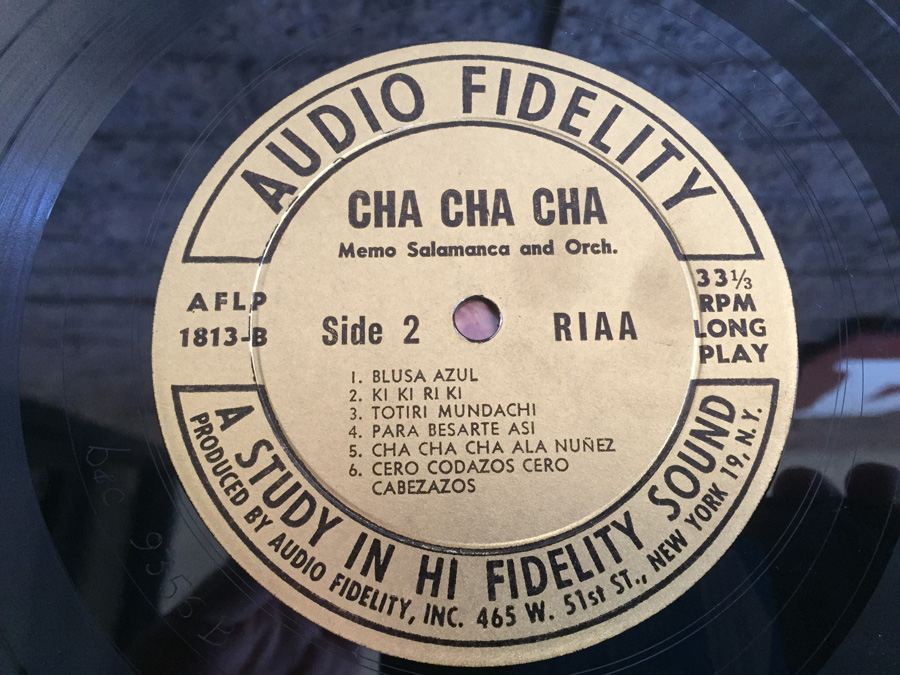 AUDIO FIDELITY
CHA CHA CHA
Memo Salamanca and Orch.
AFLP
1813-B
Side 2
RIAA
33⅓
RPM
LONG
PLAY
1. BLUSA AZUL
2. KI KI RI KI
3. TOTIRI MUNDACHI
4. PARA BESARTE ASI
5. CHA CHA CHA ALA NUÑEZ
6. CERO CODAZOS CERO
CABEZAZOS
A STUDY IN HI FIDELITY SOUND
PRODUCED BY AUDIO FIDELITY, INC. 465 W. 51st ST., NEW YORK 19, N.Y.